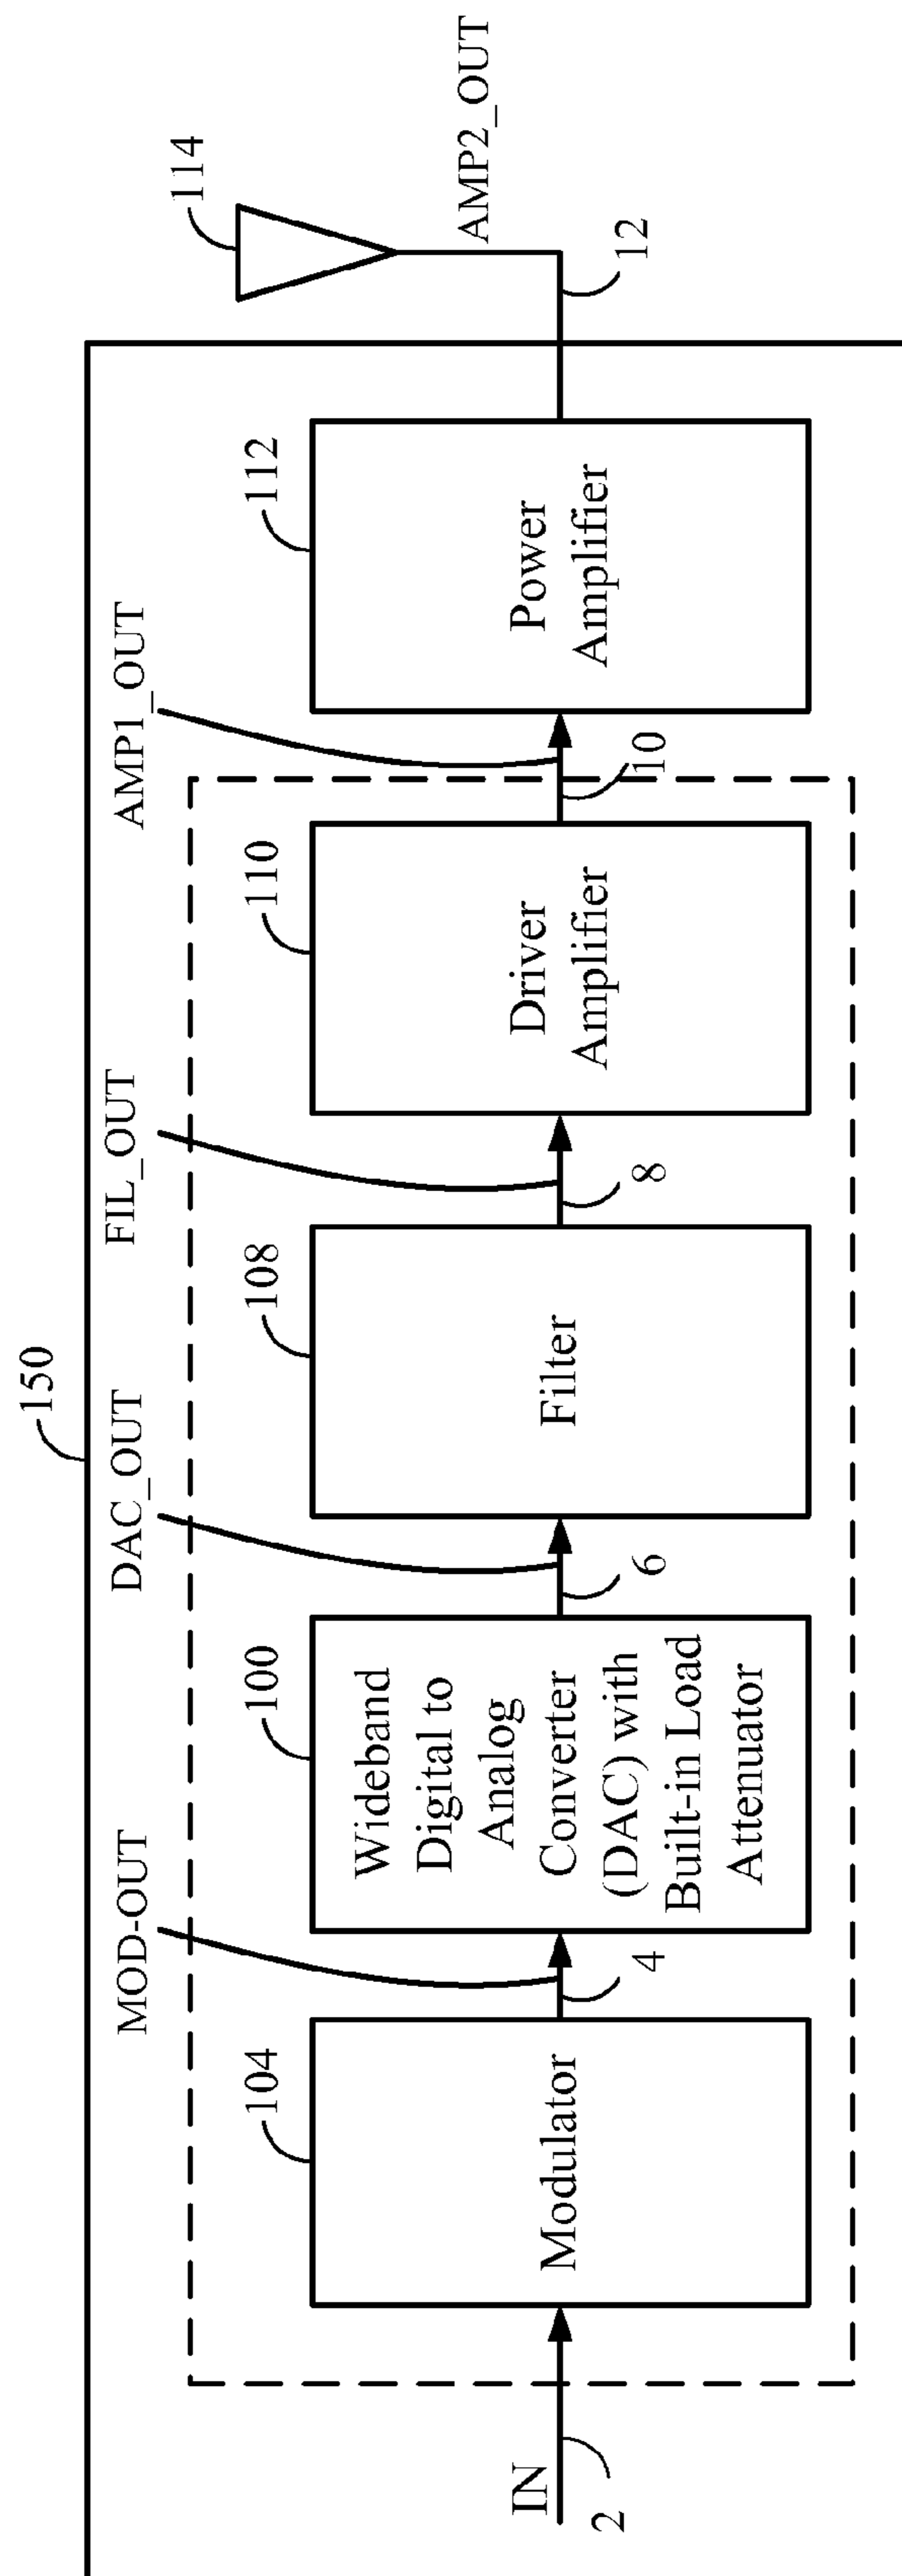 150
MOD-OUT
DAC_OUT
FIL_OUT
AMP1_OUT
114
104
100
108
110
112
AMP2_OUT
IN
2
Modulator
4
Wideband
Digital to
Analog
Converter
(DAC) with
Built-in Load
Attenuator
6
Filter
8
Driver
Amplifier
10
Power
Amplifier
12